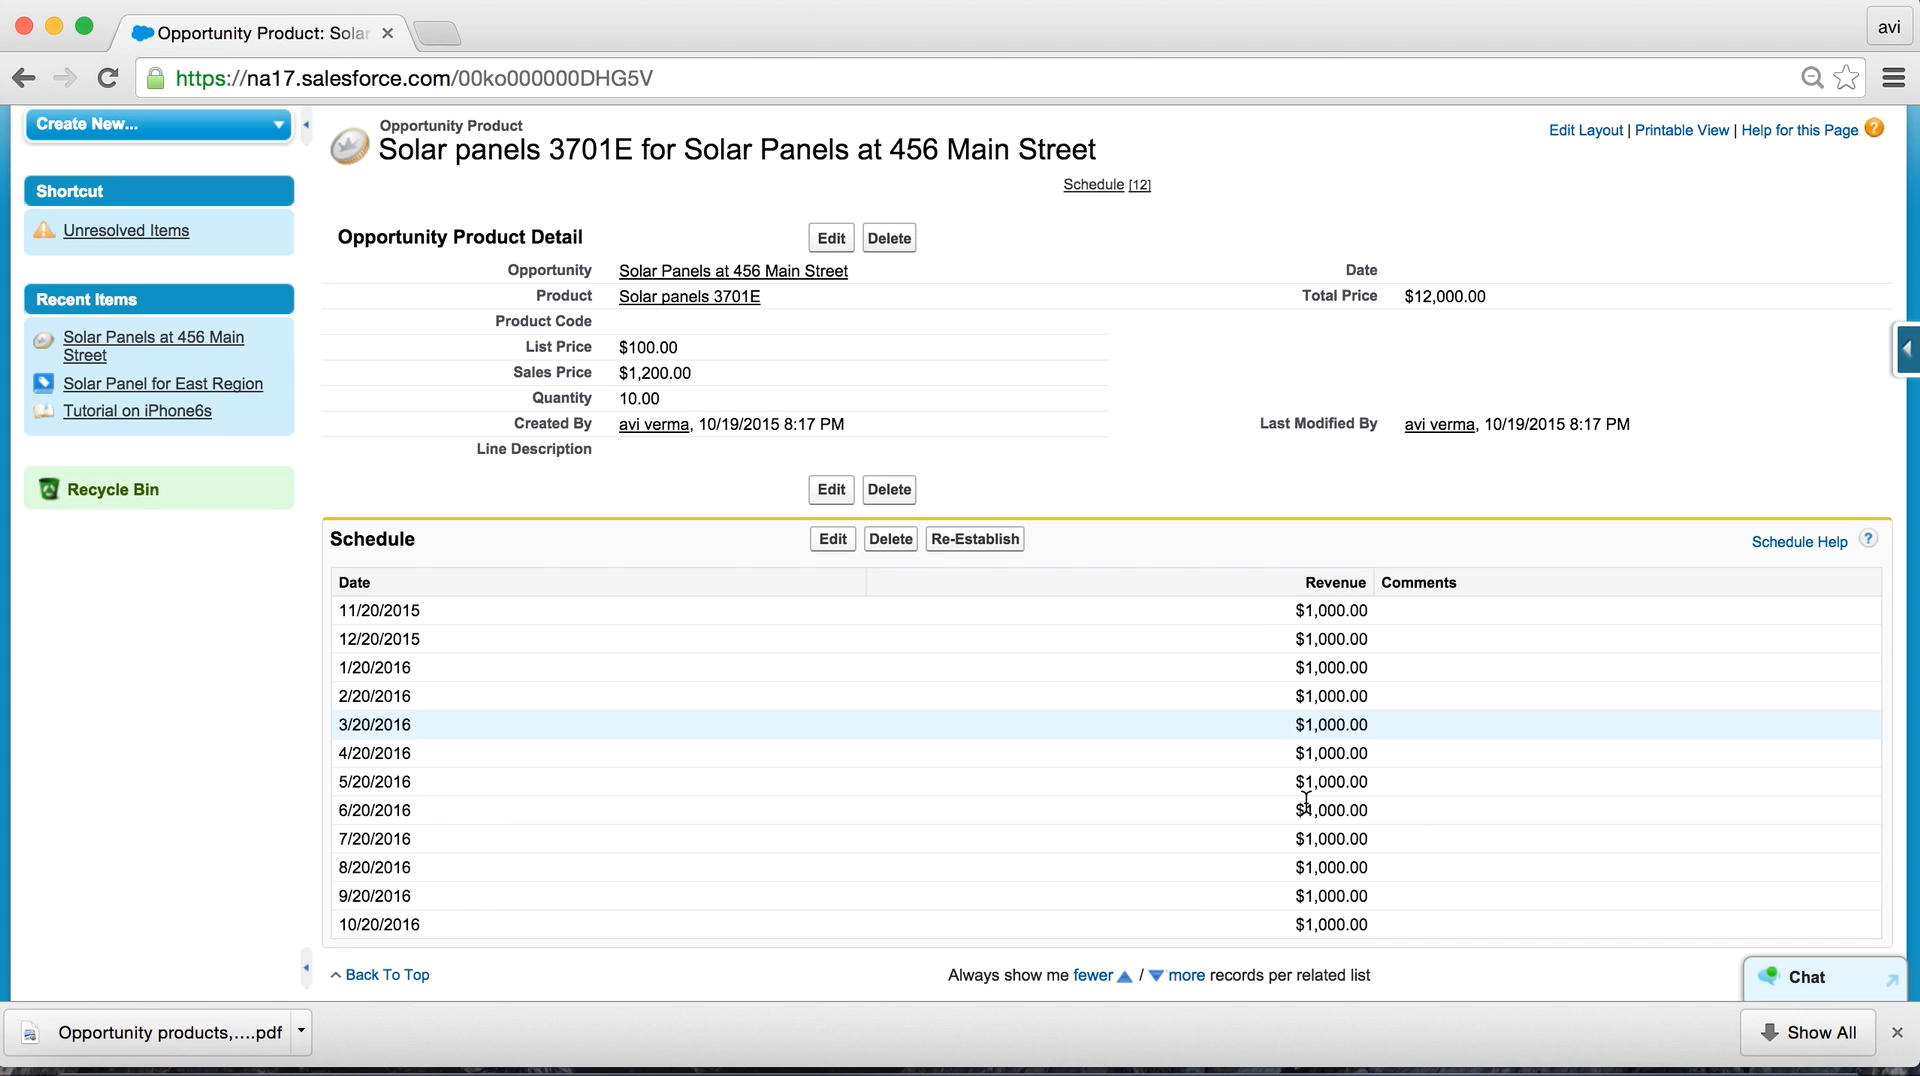 Opportunity Product: Solar
avi
https://na17.salesforce.com/00ko000000DHG5V
Create New...
Shortcut
Unresolved Items
Recent Items
Solar Panels at 456 Main
Street
Solar Panel for East Region
Tutorial on iPhone6s
Recycle Bin
Opportunity Product
Solar panels 3701E for Solar Panels at 456 Main Street
Edit Layout | Printable View | Help for this Page ?
Schedule [12]
Opportunity Product Detail Edit Delete
Opportunity Solar Panels at 456 Main Street Date
Product Solar panels 3701E Total Price $12,000.00
Product Code
List Price $100.00
Sales Price $1,200.00
Quantity 10.00
Created By avi verma, 10/19/2015 8:17 PM Last Modified By avi verma, 10/19/2015 8:17 PM
Line Description
Edit Delete
Schedule Edit Delete Re-Establish Schedule Help ?
Date Revenue Comments
11/20/2015 $1,000.00
12/20/2015 $1,000.00
1/20/2016 $1,000.00
2/20/2016 $1,000.00
3/20/2016 $1,000.00
4/20/2016 $1,000.00
5/20/2016 $1,000.00
6/20/2016 $1,000.00
7/20/2016 $1,000.00
8/20/2016 $1,000.00
9/20/2016 $1,000.00
10/20/2016 $1,000.00
Back To Top Always show me fewer / more records per related list
Chat
Opportunity products,....pdf
Show All